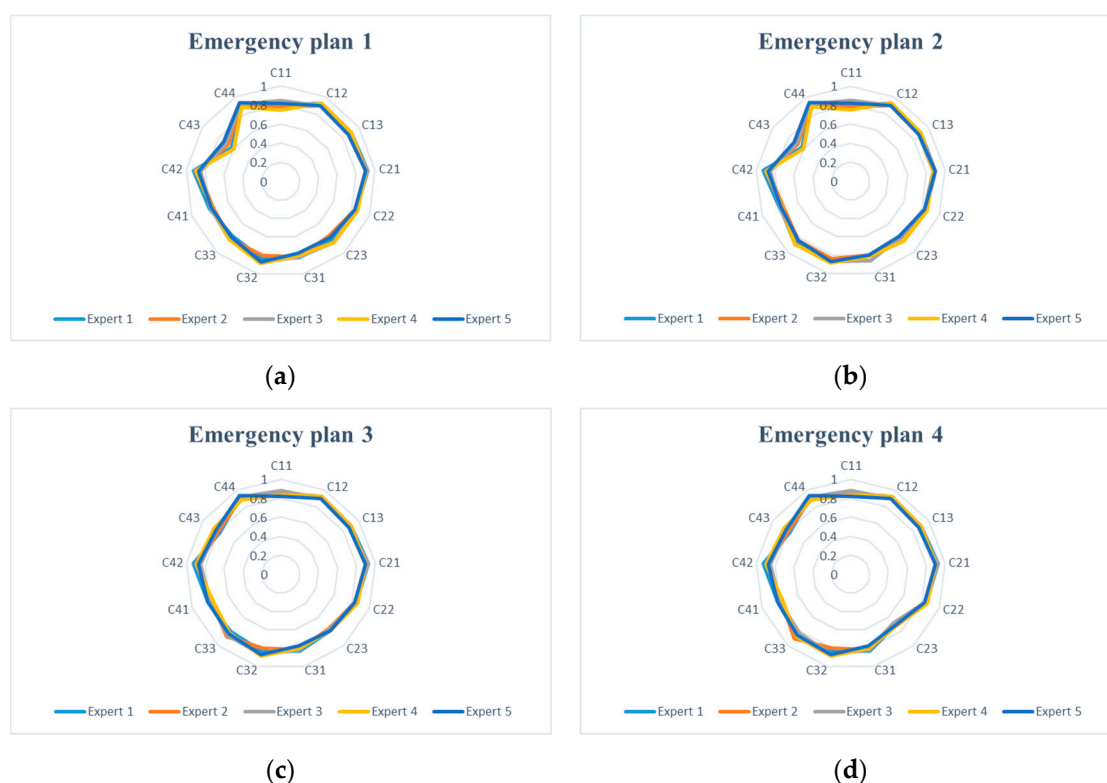 Emergency plan 1
C11
C44
C12
C43
C13
C42
C21
C41
C22
C33
C23
C32
C31
1
0.8
0.6
0.4
0.2
0
Expert 1 Expert 2 Expert 3 Expert 4 Expert 5
(a)
Emergency plan 2
C11
C44
C12
C43
C13
C42
C21
C41
C22
C33
C23
C32
C31
1
0.8
0.6
0.4
0.2
0
Expert 1 Expert 2 Expert 3 Expert 4 Expert 5
(b)
Emergency plan 3
C11
C44
C12
C43
C13
C42
C21
C41
C22
C33
C23
C32
C31
1
0.8
0.6
0.4
0.2
0
Expert 1 Expert 2 Expert 3 Expert 4 Expert 5
(c)
Emergency plan 4
C11
C44
C12
C43
C13
C42
C21
C41
C22
C33
C23
C32
C31
1
0.8
0.6
0.4
0.2
0
Expert 1 Expert 2 Expert 3 Expert 4 Expert 5
(d)